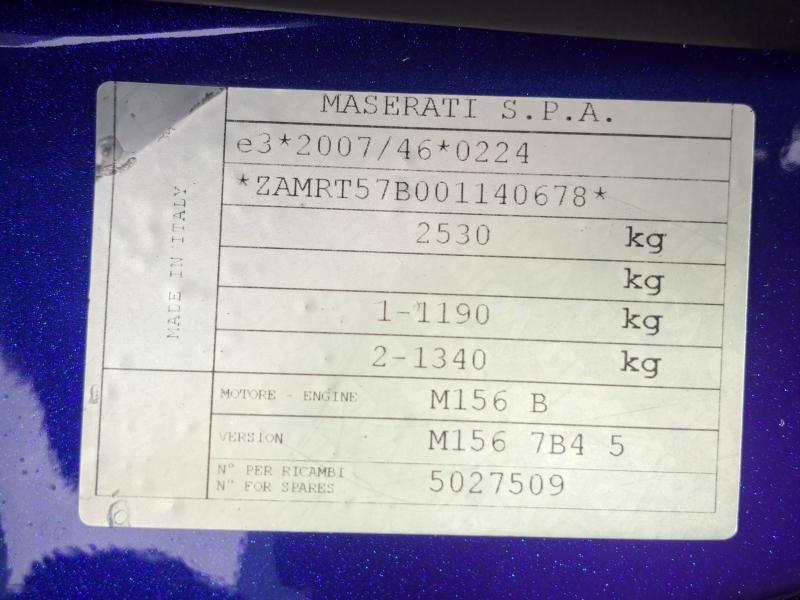 MASERATI S.P.A.
e3*2007/46*0224
*ZAMRT57B001140678*
2530 kg
kg
1-1190 kg
2-1340 kg
MADE IN ITALY
MOTORE - ENGINE M156 B
VERSION M156 7B4 5
N° PER RICAMBI
N° FOR SPARES 5027509